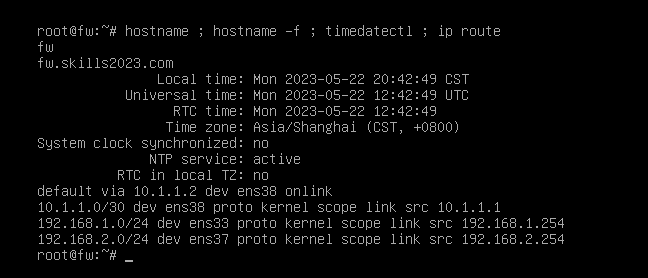 root@fw:~# hostname ; hostname -f ; timedatectl ; ip route
fw
fw.skills2023.com
Local time: Mon 2023-05-22 20:42:49 CST
Universal time: Mon 2023-05-22 12:42:49 UTC
RTC time: Mon 2023-05-22 12:42:49
Time zone: Asia/Shanghai (CST, +0800)
System clock synchronized: no
NTP service: active
RTC in local TZ: no
default via 10.1.1.2 dev ens38 onlink
10.1.1.0/30 dev ens38 proto kernel scope link src 10.1.1.1
192.168.1.0/24 dev ens33 proto kernel scope link src 192.168.1.254
192.168.2.0/24 dev ens37 proto kernel scope link src 192.168.2.254
root@fw:~# _